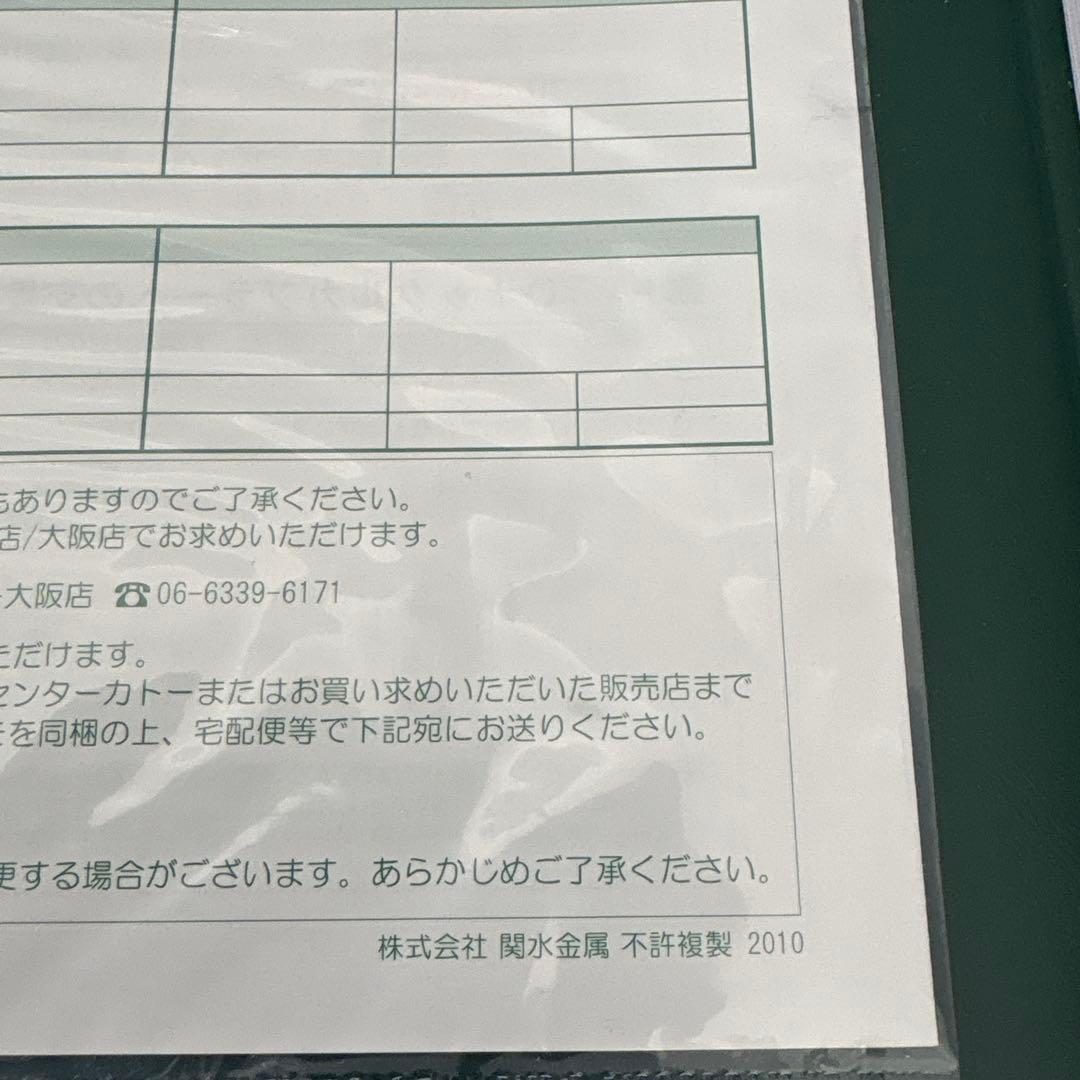 もありますのでご了承ください。
店/大阪店でお求めいただけます。
大阪店 ☎06-6339-6171
ただけます。
センターカトーまたはお買い求めいただいた販売店まで
を同梱の上、宅配便等で下記宛にお送りください。
更する場合がございます。あらかじめご了承ください。
株式会社 関水金属 不許複製 2010